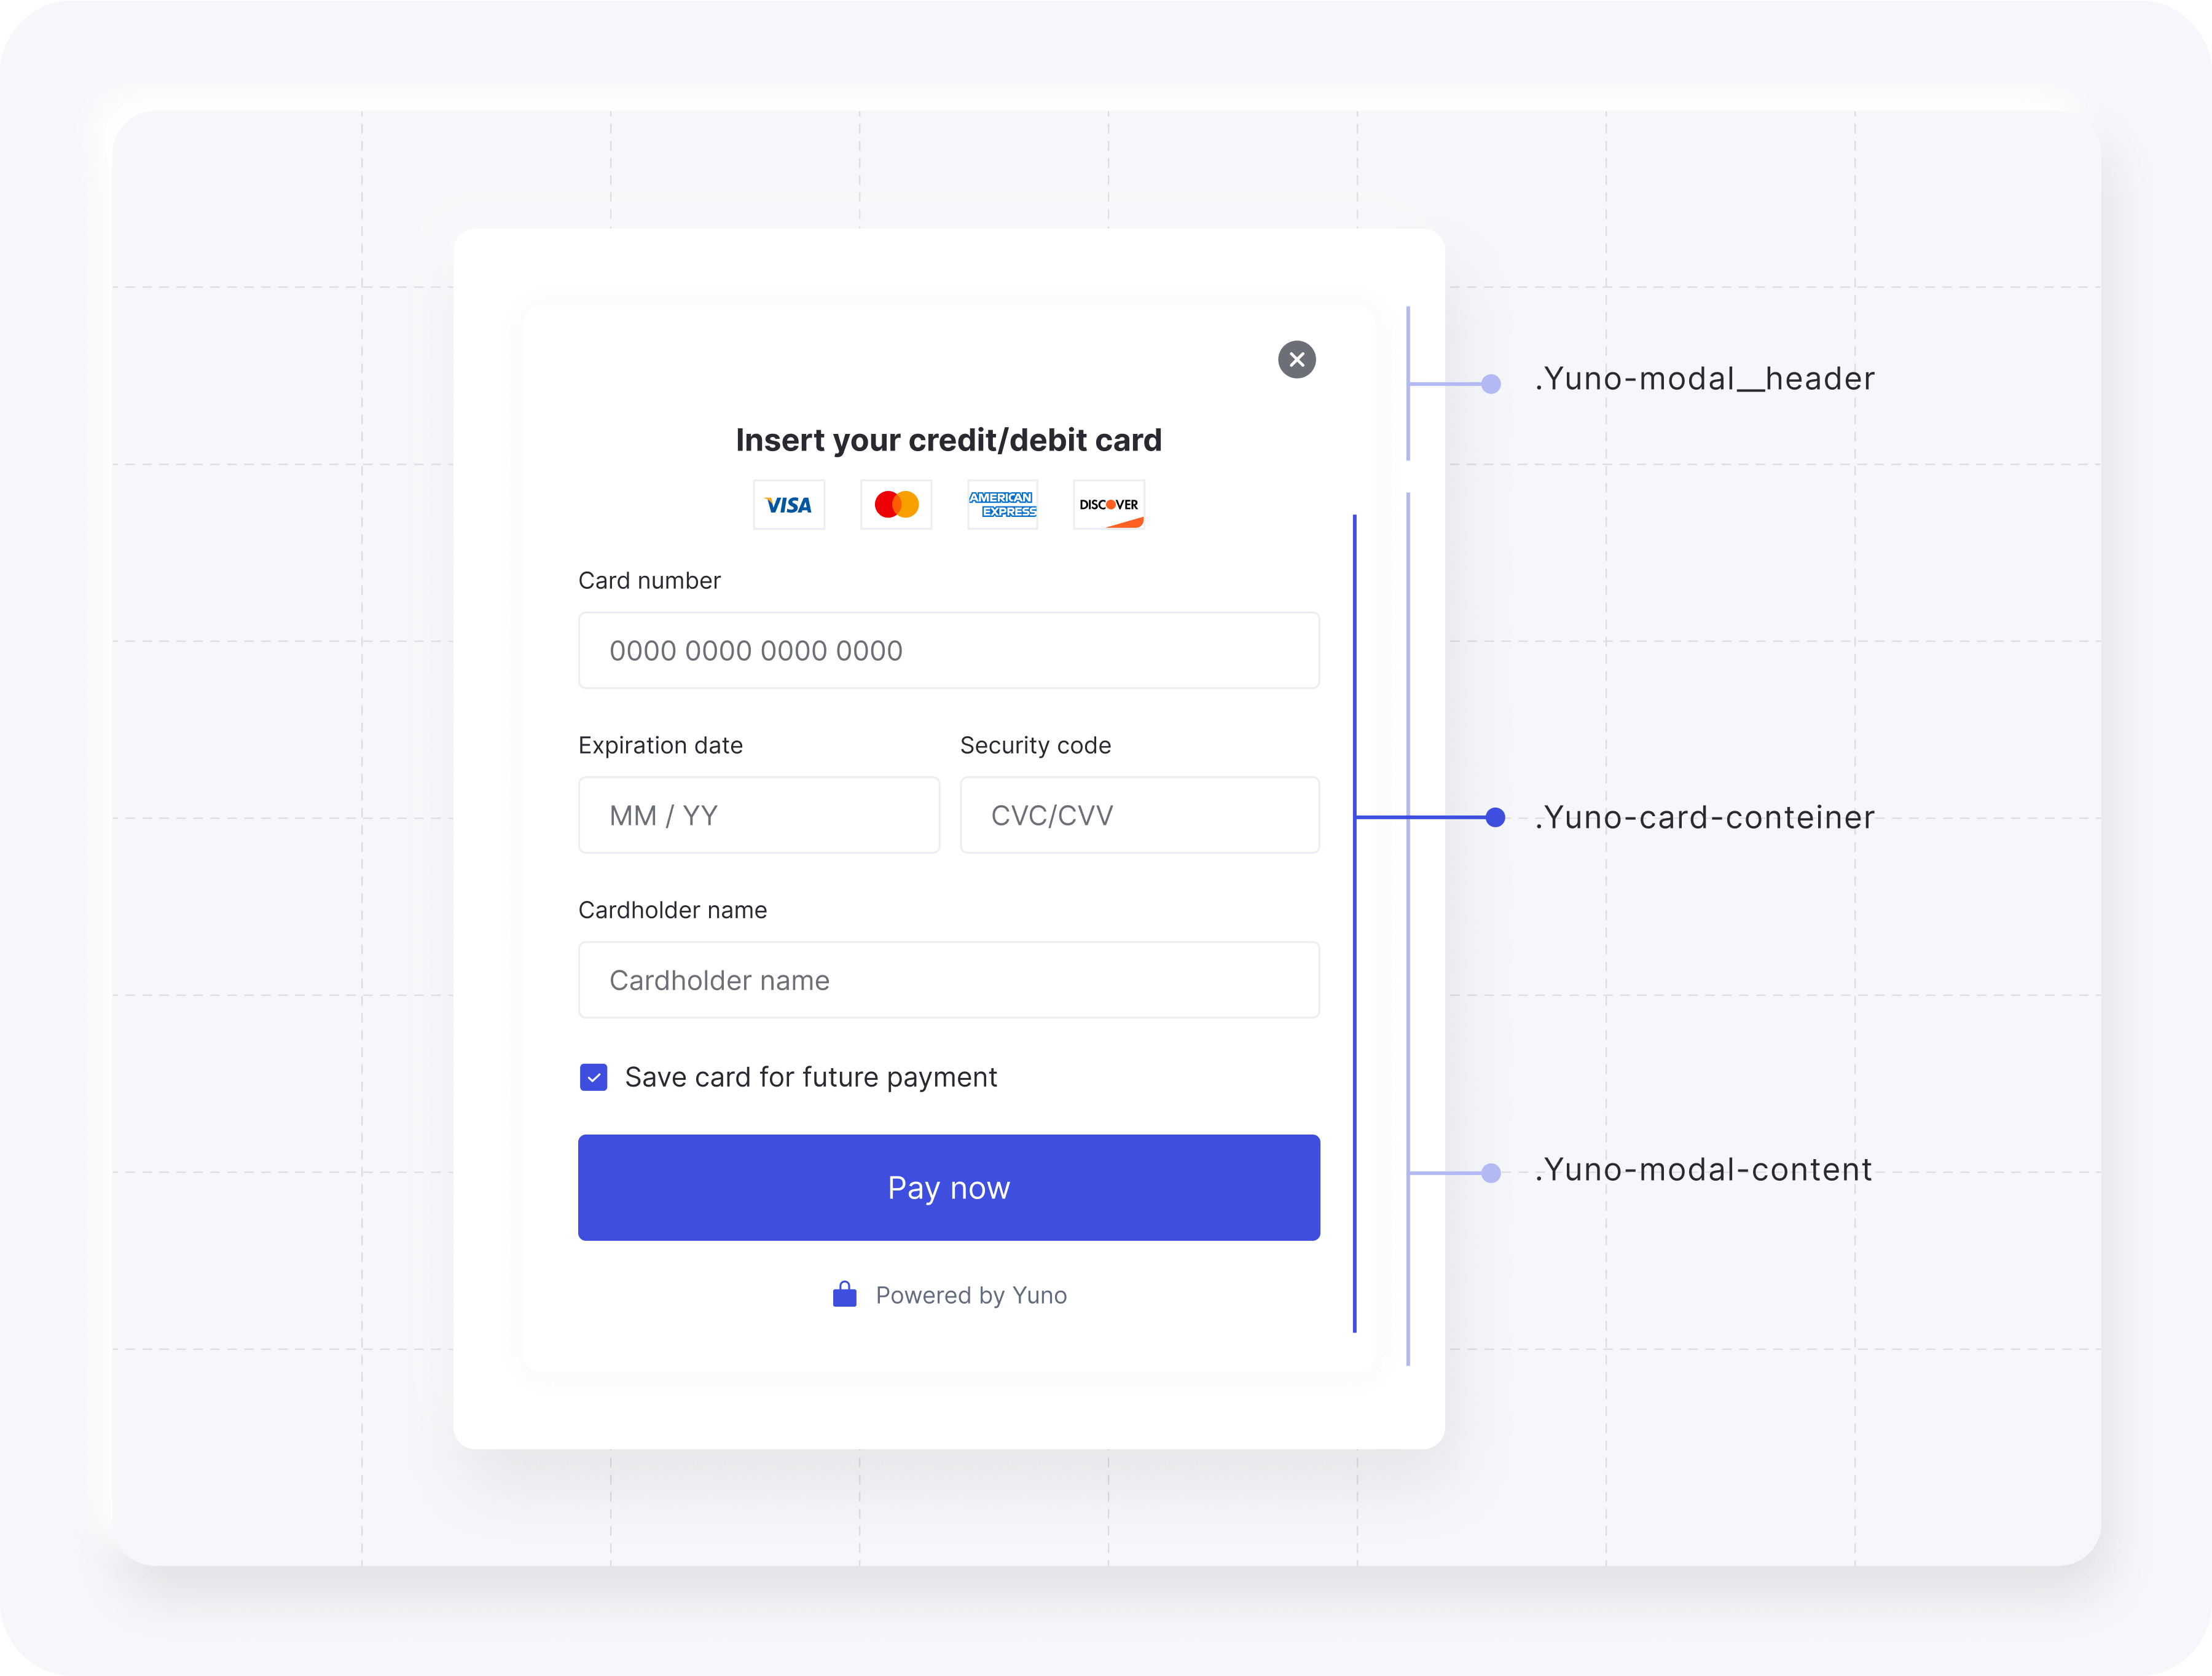 .Yuno-modal__header
Insert your credit/debit card
VISA
AMERICAN
EXPRESS
DISCOVER
Card number
0000 0000 0000 0000
Expiration date
Security code
MM / YY
CVC/CVV
.Yuno-card-conteiner
Cardholder name
Cardholder name
Save card for future payment
.Yuno-modal-content
Pay now
Powered by Yuno